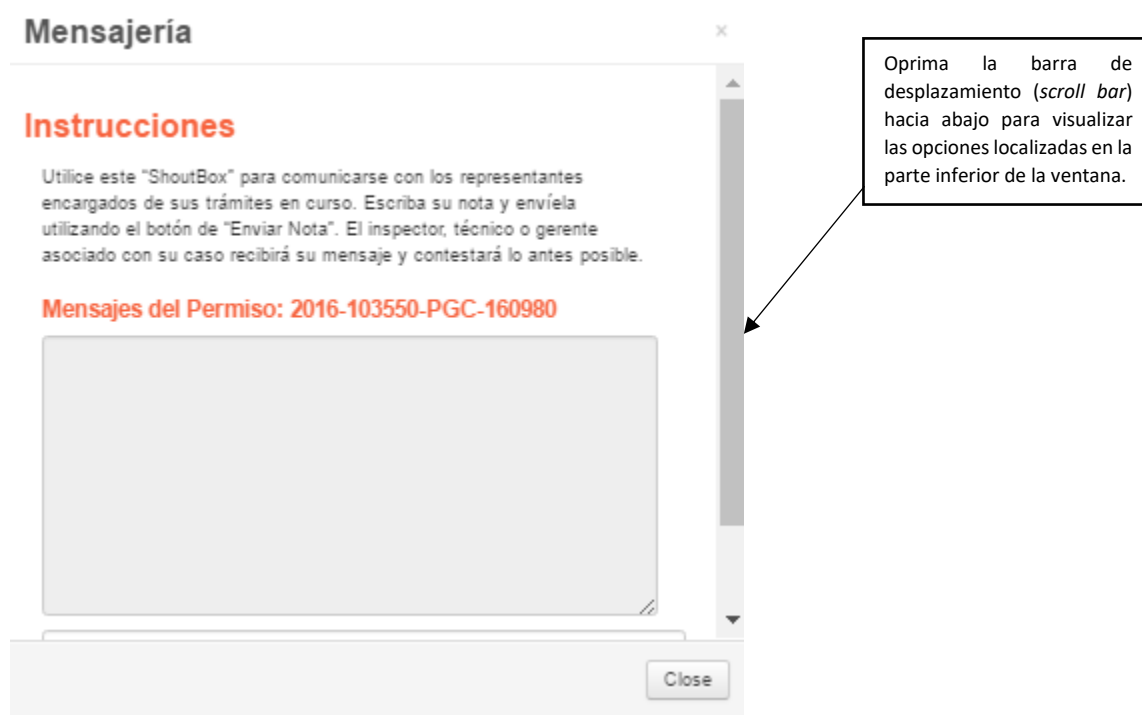 Mensajería
×
Instrucciones
Utilice este "ShoutBox" para comunicarse con los representantes
encargados de sus trámites en curso. Escriba su nota y envíela
utilizando el botón de "Enviar Nota". El inspector, técnico o gerente
asociado con su caso recibirá su mensaje y contestará lo antes posible.
Mensajes del Permiso: 2016-103550-PGC-160980
Close
Oprima la barra de
desplazamiento (scroll bar)
hacia abajo para visualizar
las opciones localizadas en la
parte inferior de la ventana.